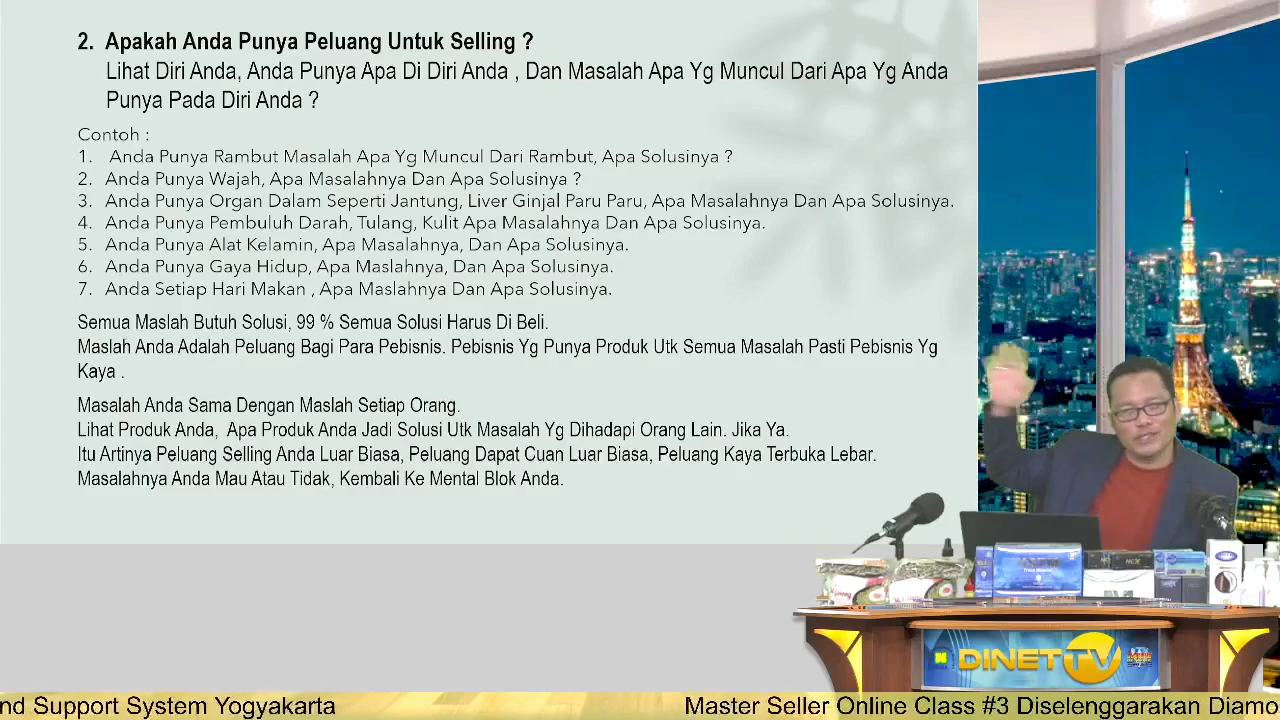 2. Apakah Anda Punya Peluang Untuk Selling ?
Lihat Diri Anda, Anda Punya Apa Di Diri Anda , Dan Masalah Apa Yg Muncul Dari Apa Yg Anda
Punya Pada Diri Anda ?
Contoh :
1. Anda Punya Rambut Masalah Apa Yg Muncul Dari Rambut, Apa Solusinya ?
2. Anda Punya Wajah, Apa Masalahnya Dan Apa Solusinya ?
3. Anda Punya Organ Dalam Seperti Jantung, Liver Ginjal Paru Paru, Apa Masalahnya Dan Apa Solusinya.
4. Anda Punya Pembuluh Darah, Tulang, Kulit Apa Masalahnya Dan Apa Solusinya.
5. Anda Punya Alat Kelamin, Apa Masalahnya, Dan Apa Solusinya.
6. Anda Punya Gaya Hidup, Apa Maslahnya, Dan Apa Solusinya.
7. Anda Setiap Hari Makan , Apa Maslahnya Dan Apa Solusinya.
Semua Maslah Butuh Solusi, 99 % Semua Solusi Harus Di Beli.
Maslah Anda Adalah Peluang Bagi Para Pebisnis. Pebisnis Yg Punya Produk Utk Semua Masalah Pasti Pebisnis Yg
Kaya .
Masalah Anda Sama Dengan Maslah Setiap Orang.
Lihat Produk Anda, Apa Produk Anda Jadi Solusi Utk Masalah Yg Dihadapi Orang Lain. Jika Ya.
Itu Artinya Peluang Selling Anda Luar Biasa, Peluang Dapat Cuan Luar Biasa, Peluang Kaya Terbuka Lebar.
Masalahnya Anda Mau Atau Tidak, Kembali Ke Mental Blok Anda.
DINET TV
nd Support System Yogyakarta
Master Seller Online Class #3 Diselenggarakan Diamo